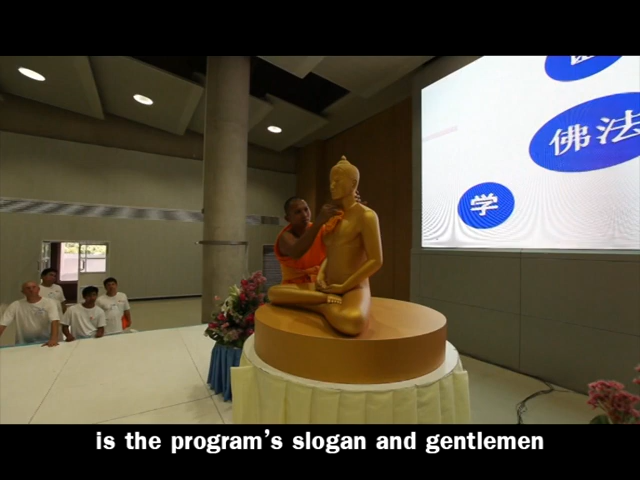 佛法
学
is the program's slogan and gentlemen